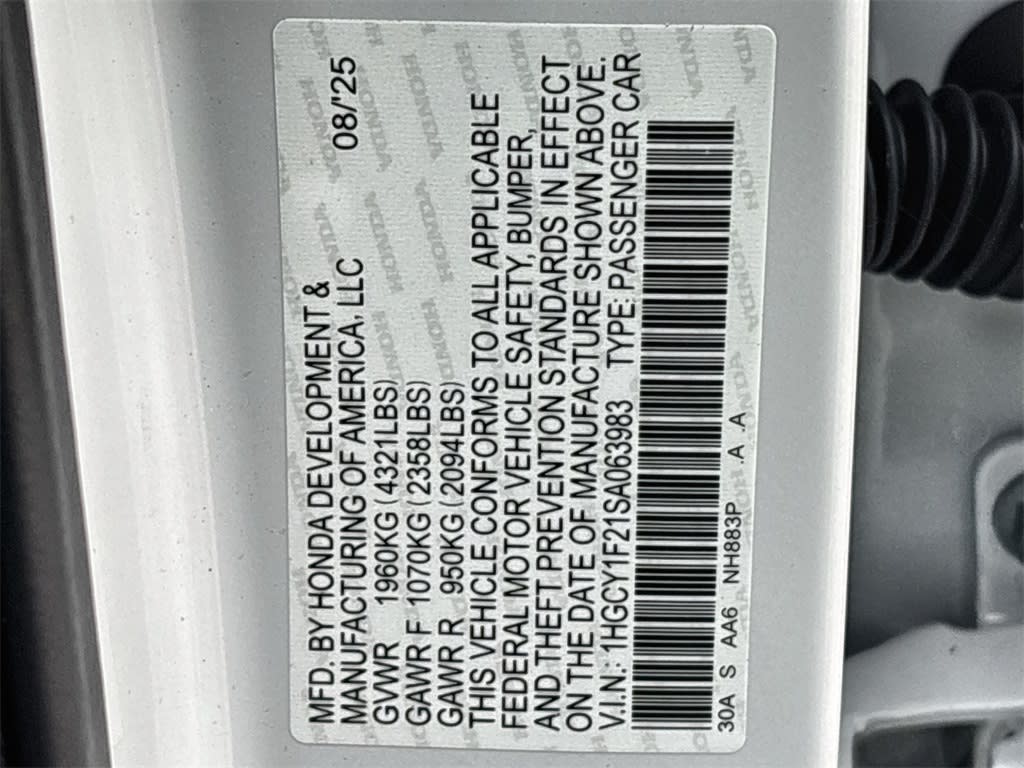 MFD. BY HONDA DEVELOPMENT & 08/'25
MANUFACTURING OF AMERICA, LLC
GVWR 1960KG (4321LBS)
GAWR F 1070KG (2358LBS)
GAWR R 950KG (2094LBS)
THIS VEHICLE CONFORMS TO ALL APPLICABLE
FEDERAL MOTOR VEHICLE SAFETY, BUMPER,
AND THEFT PREVENTION STANDARDS IN EFFECT
ON THE DATE OF MANUFACTURE SHOWN ABOVE.
V.I.N.: 1HGCY1F21SA063983 TYPE: PASSENGER CAR
30A S AA6 NH883P .A .A